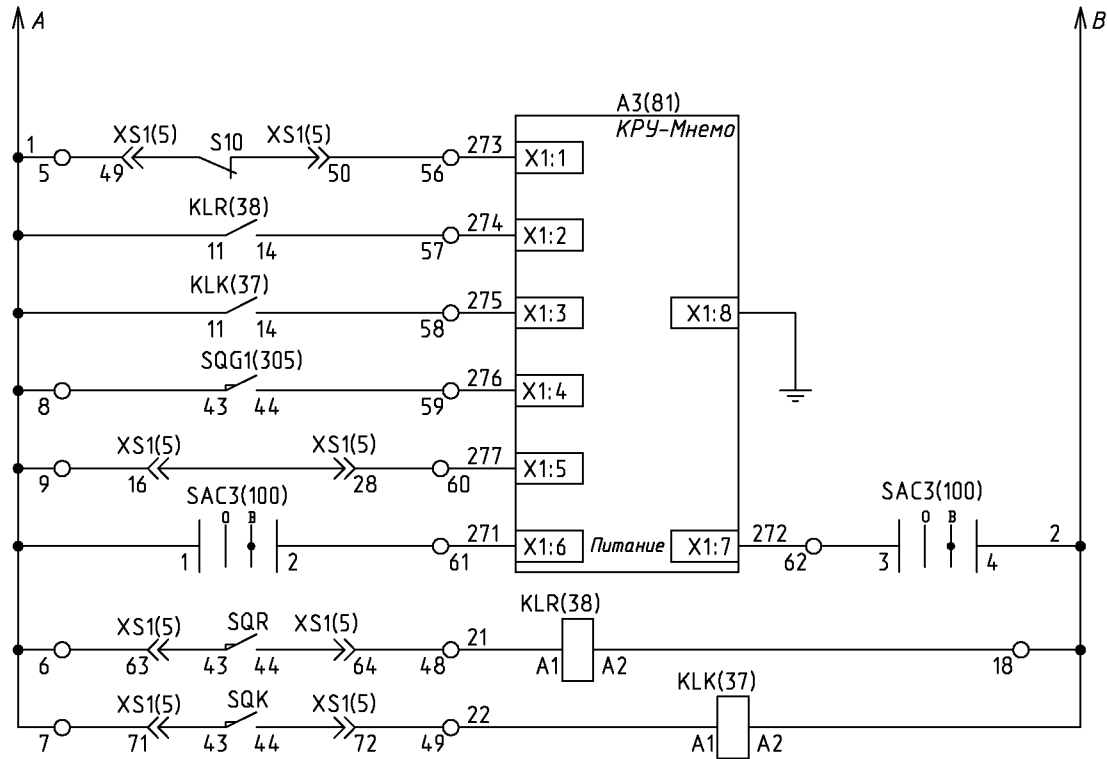 A B
A3(81)
КРУ-Мнемо
1 XS1(5) S10 XS1(5) 273 X1:1
5 49 50 56
KLR(38) 274 X1:2
11 14 57
KLK(37) 275 X1:3 X1:8
11 14 58
SQG1(305) 276 X1:4
8 43 44 59
XS1(5) XS1(5) 277 X1:5
9 16 28 60
SAC3(100) SAC3(100)
0 В 271 X1:6 Питание X1:7 272 0 В 2
1 2 61 62 3 4
KLR(38)
XS1(5) SQR XS1(5) 21
6 63 43 44 64 48 A1 A2 18
KLK(37)
XS1(5) SQK XS1(5) 22
7 71 43 44 72 49 A1 A2